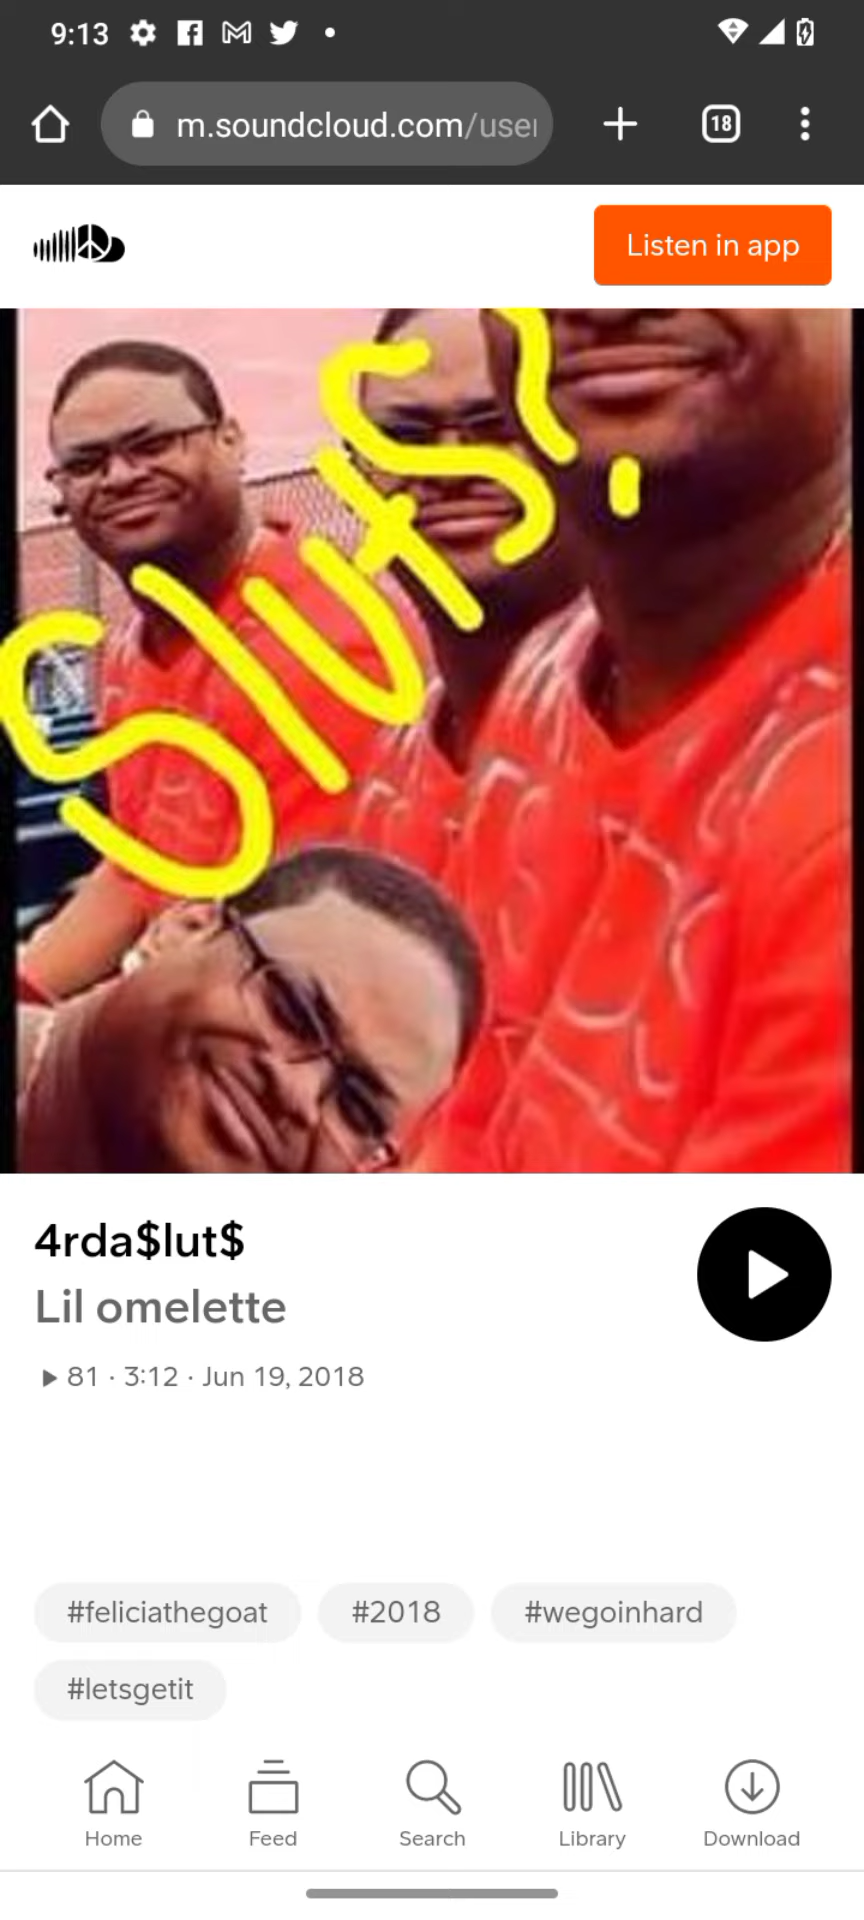 9:13
m.soundcloud.com/user
18
Listen in app
Sluts?
4rda$lut$
Lil omelette
81 · 3:12 · Jun 19, 2018
#feliciathegoat #2018 #wegoinhard
#letsgetit
Home Feed Search Library Download